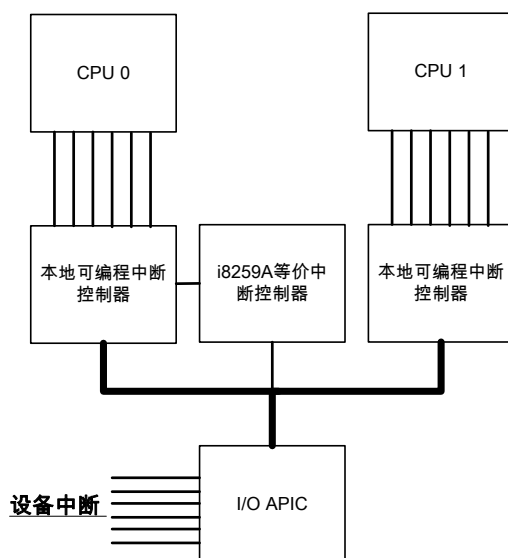 CPU 0
CPU 1
本地可编程中断
控制器
i8259A等价中
断控制器
本地可编程中断
控制器
设备中断
I/O APIC